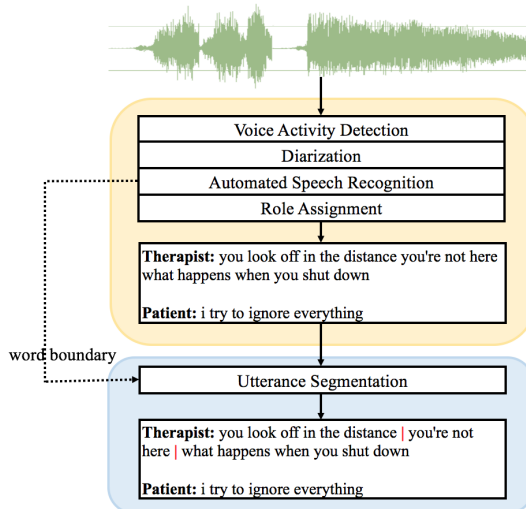 Voice Activity Detection
Diarization
Automated Speech Recognition
Role Assignment
Therapist: you look off in the distance you're not here
what happens when you shut down
Patient: i try to ignore everything
word boundary
Utterance Segmentation
Therapist: you look off in the distance | you're not
here | what happens when you shut down
Patient: i try to ignore everything